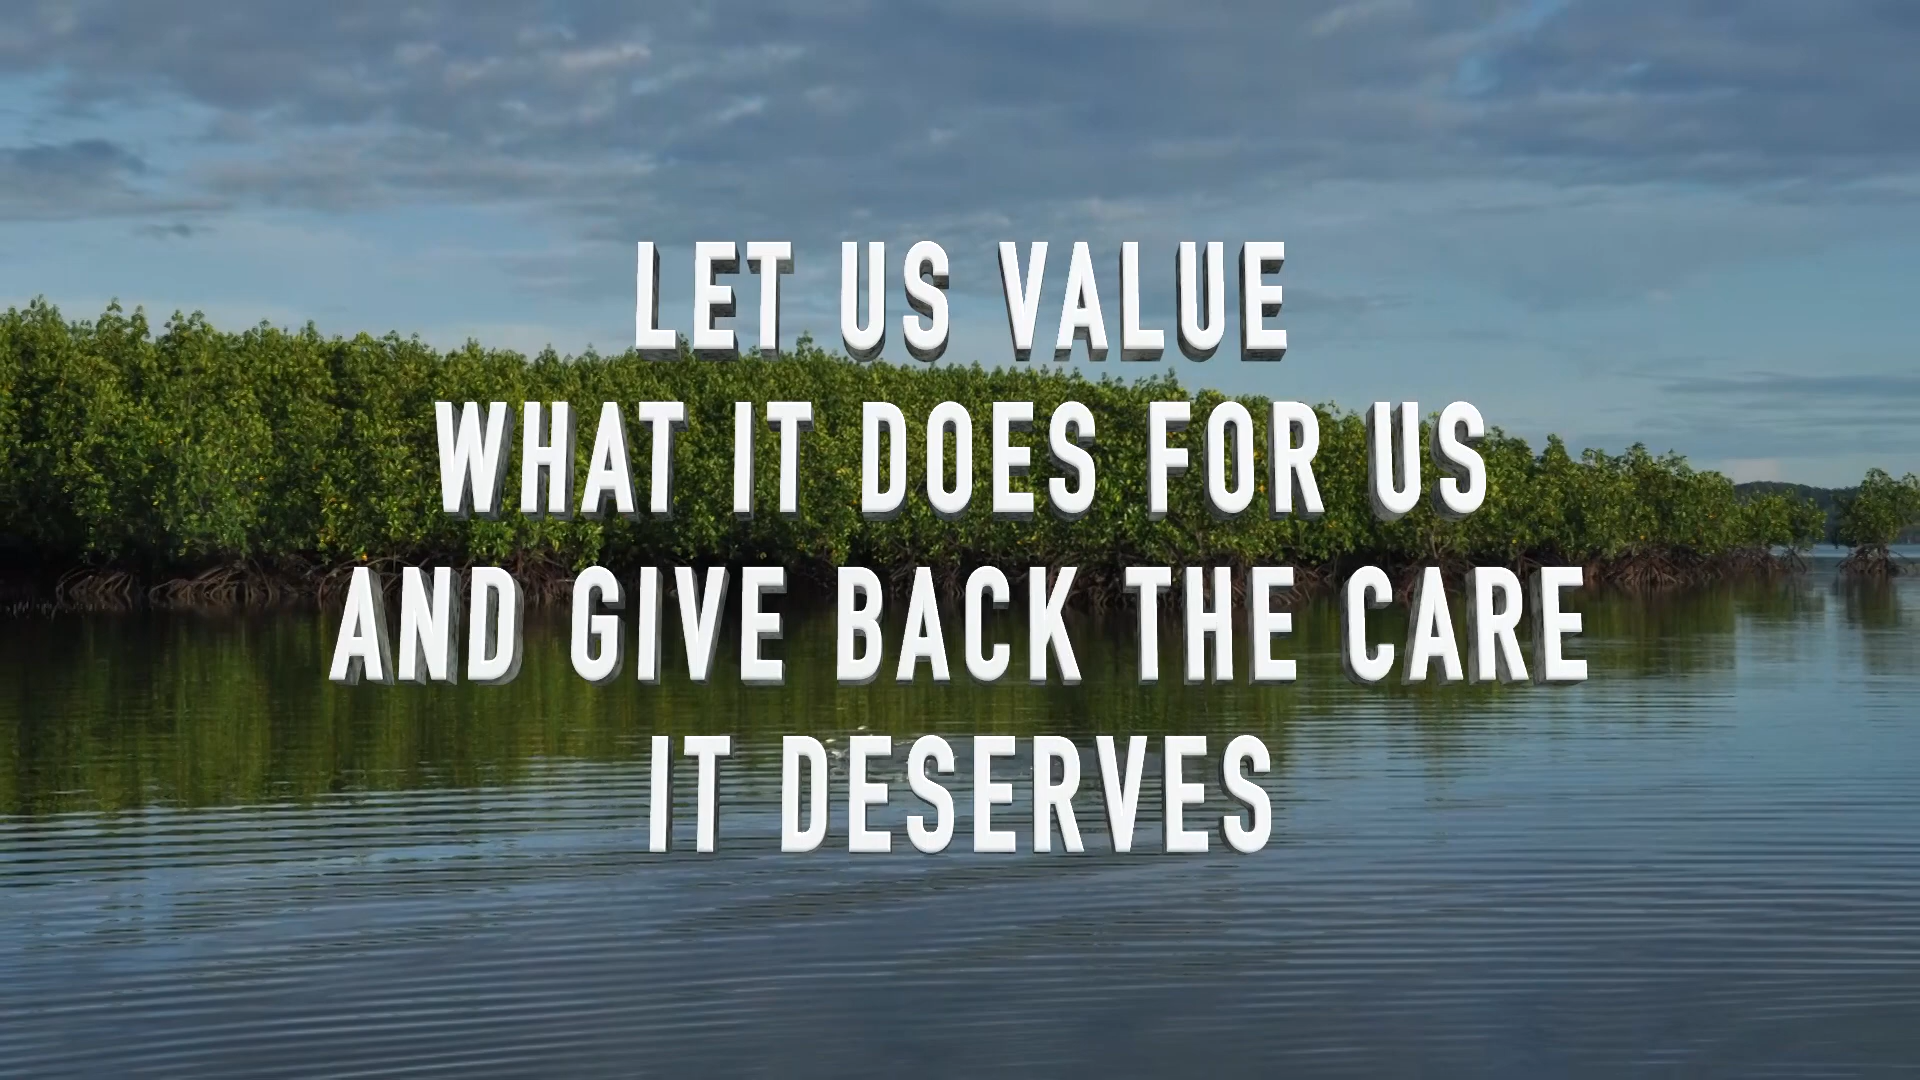 LET US VALUE
WHAT IT DOES FOR US
AND GIVE BACK THE CARE
IT DESERVES